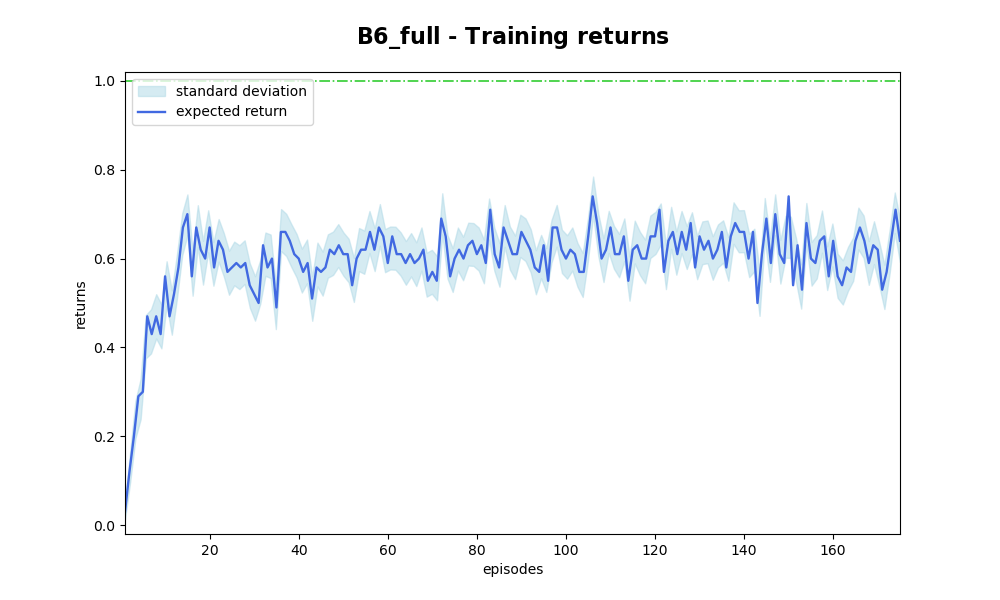 B6_full - Training returns
1.0
standard deviation
expected return
0.8
0.6
0.4
0.2
0.0
returns
20 40 60 80 100 120 140 160
episodes